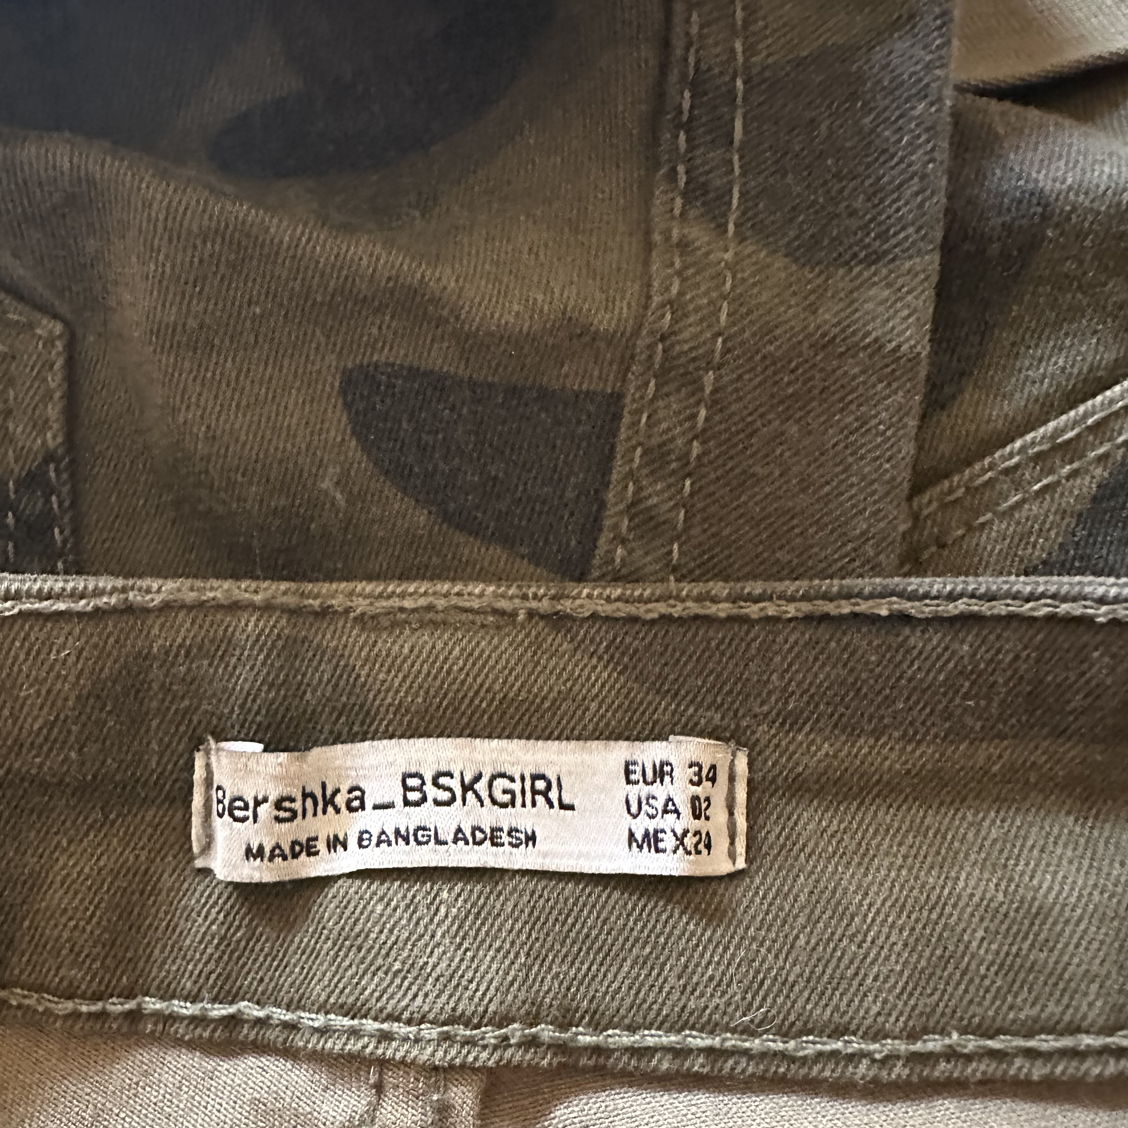 Bershka_BSKGIRL
MADE IN BANGLADESH
EUR 34
USA 02
MEX 24